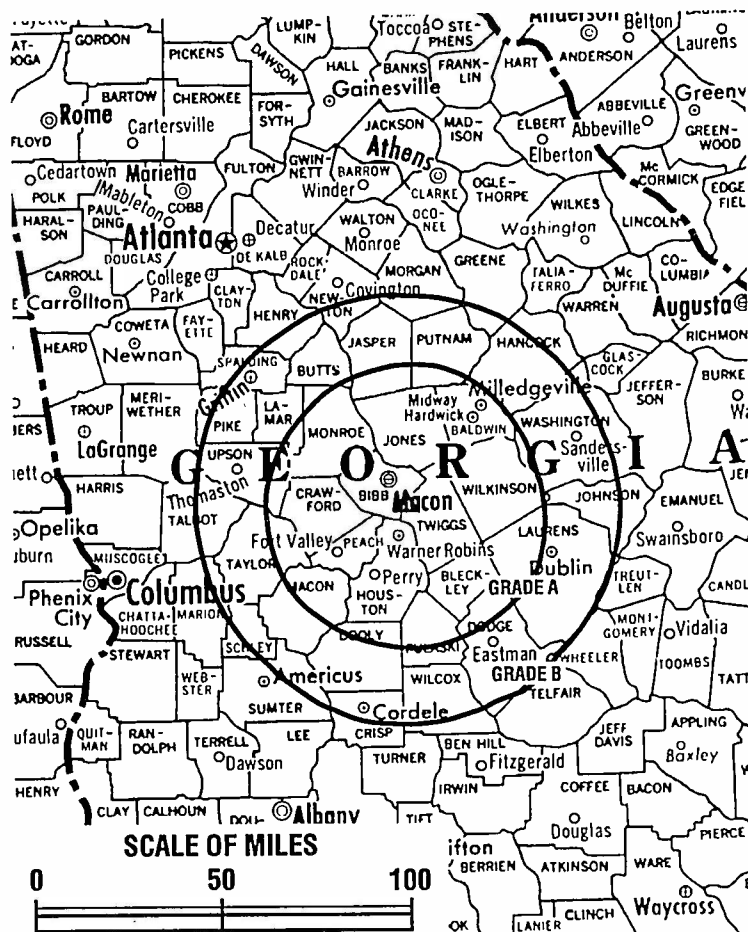 Anderson
Belton
LUMP-
KIN
Toccoa
STE-
PHENS
Laurens
GORDON
PICKENS
DAWSON
HALL
BANKS
FRANK-
LIN
HART
ANDERSON
Gainesville
BARTOW
CHEROKEE
FOR-
SYTH
ABBEVILLE
Rome
FLOYD
Cartersville
JACKSON
MAD-
ISON
ELBERT
Abbeville
GREEN-
WOOD
Elberton
Cedartown
POLK
Marietta
COBB
FULTON
GWIN-
NETT
BARROW
Winder
Athens
CLARKE
OGLE-
THORPE
Mc
CORMICK
EDGE
FIEL
Mableton
HARAL-
SON
PAUL-
DING
WILKES
LINCOLN
Atlanta
Decatur
DE KALB
WALTON
Monroe
OCO-
NEE
Washington
DOUGLAS
College
Park
ROCK-
DALE
MORGAN
GREENE
TALIA-
FERRO
Mc
DUFFIE
CO-
LUMBIA
CARROLL
Carrollton
CLAY-
TON
NEW-
TON
Covington
WARREN
Augusta
HENRY
RICHMON
COWETA
Newnan
FAY-
ETTE
JASPER
PUTNAM
HANCOCK
GLAS-
COCK
HEARD
SPALDING
Griffin
BUTTS
JEFFER-
SON
BURKE
Wa
TROUP
MERI-
WETHER
PIKE
LA-
MAR
MONROE
JONES
Midway
Hardwick
Milledgeville
BALDWIN
WASHINGTON
Sanders-
ville
LaGrange
UPSON
Thomaston
GEORGIA
HARRIS
TALBOT
CRAW-
FORD
BIBB
Macon
WILKINSON
JOHNSON
EMANUEL
Swainsboro
Opelika
TWIGGS
LAURENS
Dublin
Fort Valley
PEACH
Warner Robins
MUSCOGEE
TAYLOR
Phenix
City
Columbus
MACON
Perry
HOUS-
TON
BLECK-
LEY
GRADE A
TREUT-
LEN
CANDL
CHATTA-
HOOCHEE
MARION
RUSSELL
STEWART
SCHLEY
DOOLY
PULASKI
DODGE
Eastman
WHEELER
MONT-
GOMERY
Vidalia
TOOMBS
TATT
WEB-
STER
Americus
SUMTER
WILCOX
GRADE B
TELFAIR
BARBOUR
ufaula
QUIT-
MAN
RAN-
DOLPH
TERRELL
Dawson
LEE
Cordele
CRISP
TURNER
BEN HILL
Fitzgerald
JEFF
DAVIS
APPLING
Baxley
HENRY
CLAY
CALHOUN
DOU-
Albany
TIFT
IRWIN
COFFEE
Douglas
BACON
PIERCE
SCALE OF MILES
ifton
BERRIEN
ATKINSON
WARE
Waycross
LANIER
CLINCH
0 50 100